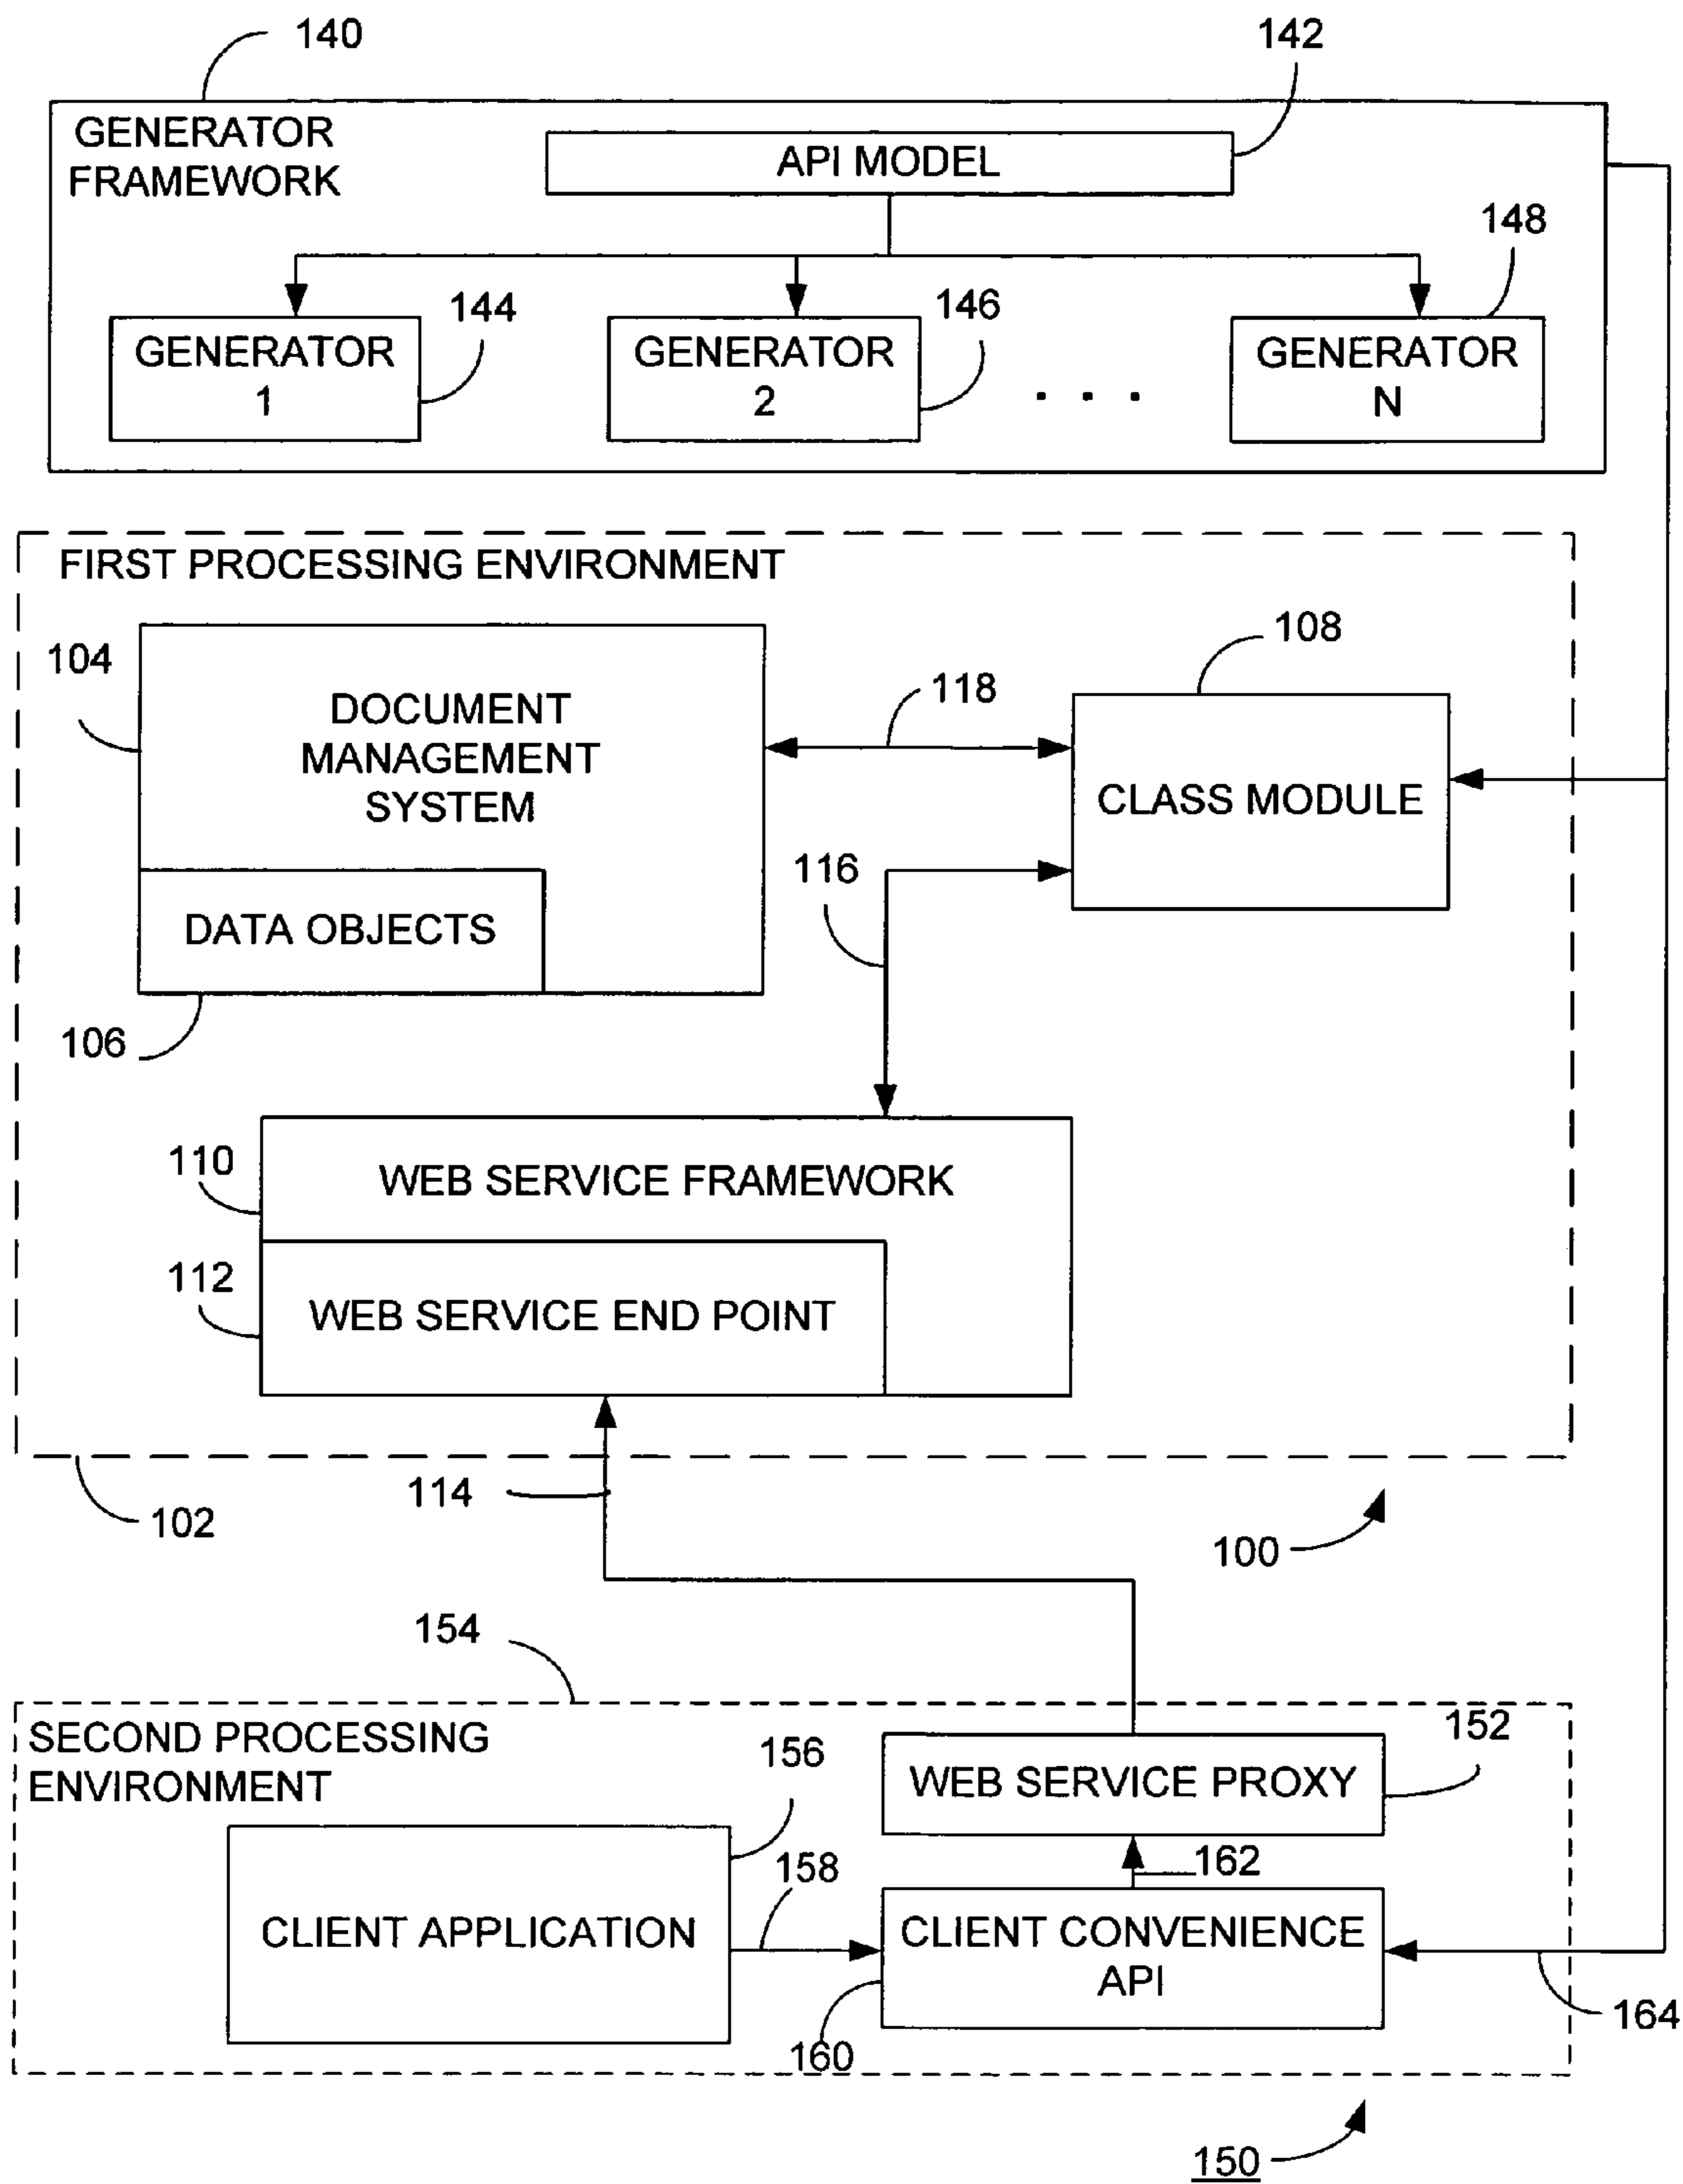 140
142
GENERATOR
FRAMEWORK
API MODEL
148
144
146
GENERATOR
1
GENERATOR
2
. . .
GENERATOR
N
FIRST PROCESSING ENVIRONMENT
108
104
118
DOCUMENT
MANAGEMENT
SYSTEM
CLASS MODULE
116
DATA OBJECTS
106
110
WEB SERVICE FRAMEWORK
112
WEB SERVICE END POINT
114
102
100
154
152
SECOND PROCESSING
ENVIRONMENT
156
WEB SERVICE PROXY
158
162
CLIENT APPLICATION
CLIENT CONVENIENCE
API
164
160
150